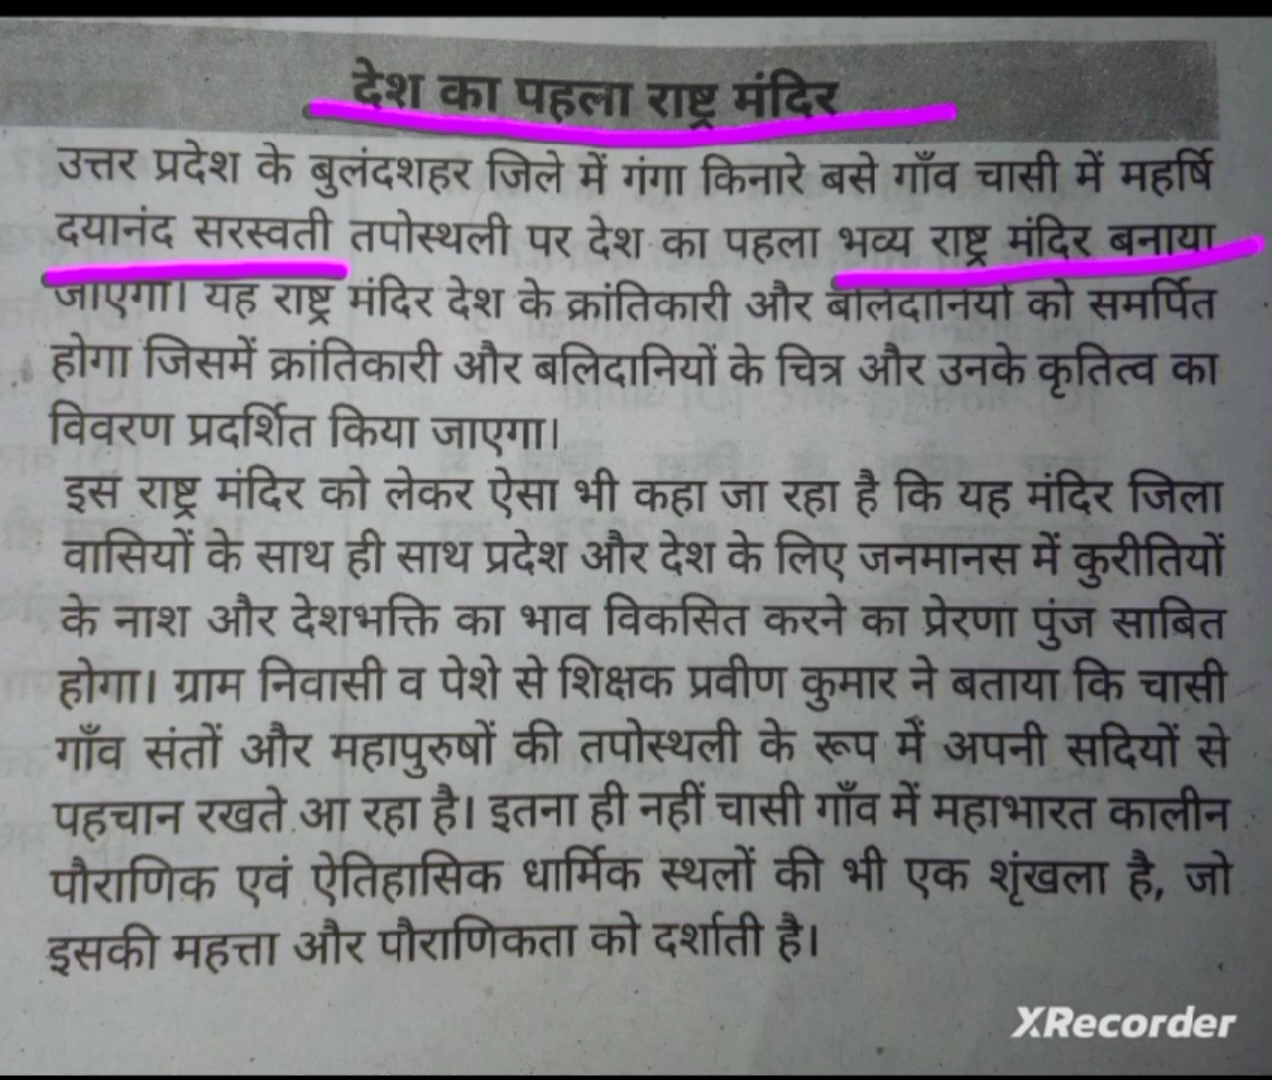 देश का पहला राष्ट्र मंदिर
उत्तर प्रदेश के बुलंदशहर जिले में गंगा किनारे बसे गाँव चासी में महर्षि
दयानंद सरस्वती तपोस्थली पर देश का पहला भव्य राष्ट्र मंदिर बनाया
जाएगा। यह राष्ट्र मंदिर देश के क्रांतिकारी और बलिदानियों को समर्पित
होगा जिसमें क्रांतिकारी और बलिदानियों के चित्र और उनके कृतित्व का
विवरण प्रदर्शित किया जाएगा।
इस राष्ट्र मंदिर को लेकर ऐसा भी कहा जा रहा है कि यह मंदिर जिला
वासियों के साथ ही साथ प्रदेश और देश के लिए जनमानस में कुरीतियों
के नाश और देशभक्ति का भाव विकसित करने का प्रेरणा पुंज साबित
होगा। ग्राम निवासी व पेशे से शिक्षक प्रवीण कुमार ने बताया कि चासी
गाँव संतों और महापुरुषों की तपोस्थली के रूप में अपनी सदियों से
पहचान रखते आ रहा है। इतना ही नहीं चासी गाँव में महाभारत कालीन
पौराणिक एवं ऐतिहासिक धार्मिक स्थलों की भी एक शृंखला है, जो
इसकी महत्ता और पौराणिकता को दर्शाती है।
XRecorder